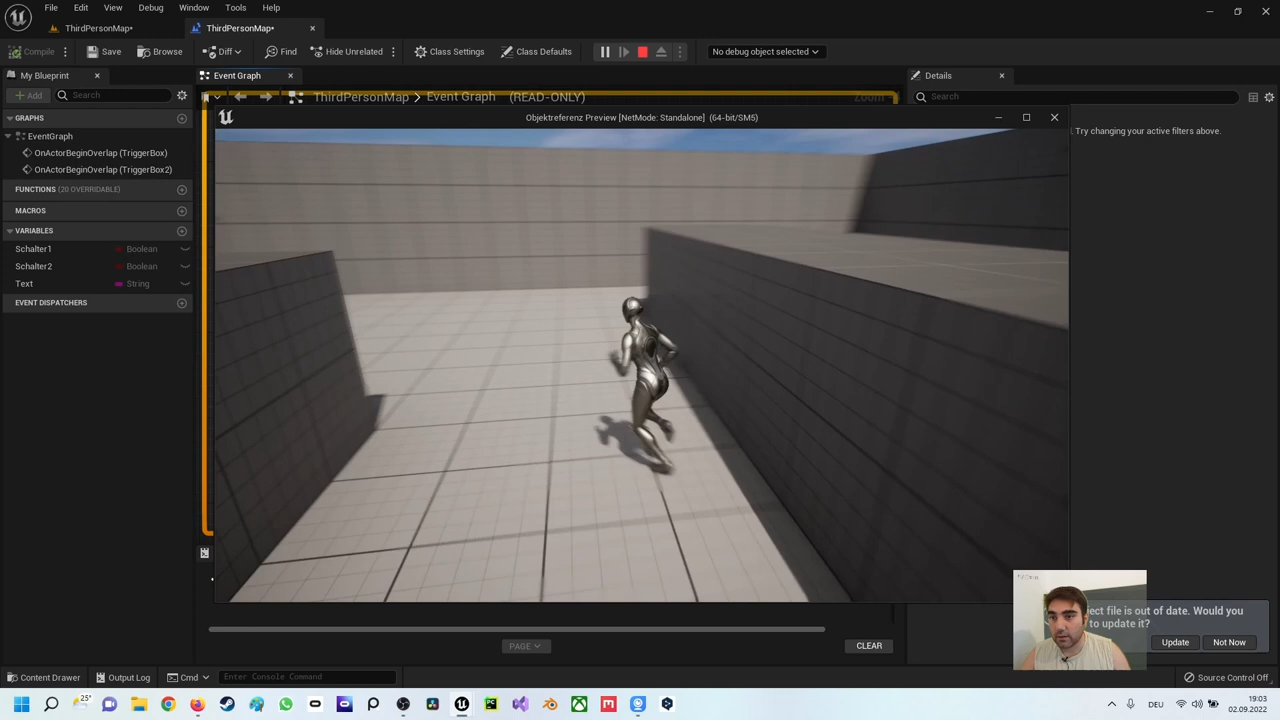 File Edit View Debug Window Tools Help
ThirdPersonMap*
ThirdPersonMap*
Compile
Save
Browse
Diff
Find
Hide Unrelated
Class Settings
Class Defaults
No debug object selected
My Blueprint
Event Graph
Details
Add
Search
ThirdPersonMap > Event Graph (READ-ONLY)
Zoom
Search
Objektreferenz Preview [NetMode: Standalone] (64-bit/SM5)
GRAPHS
. Try changing your active filters above.
EventGraph
OnActorBeginOverlap (TriggerBox)
OnActorBeginOverlap (TriggerBox2)
FUNCTIONS (20 OVERRIDABLE)
MACROS
VARIABLES
Schalter1 Boolean
Schalter2 Boolean
Text String
EVENT DISPATCHERS
ect file is out of date. Would you
to update it?
Update
Not Now
PAGE
CLEAR
Content Drawer
Output Log
Cmd
Enter Console Command
Source Control Off
25°
DEU
19:03
02.09.2022